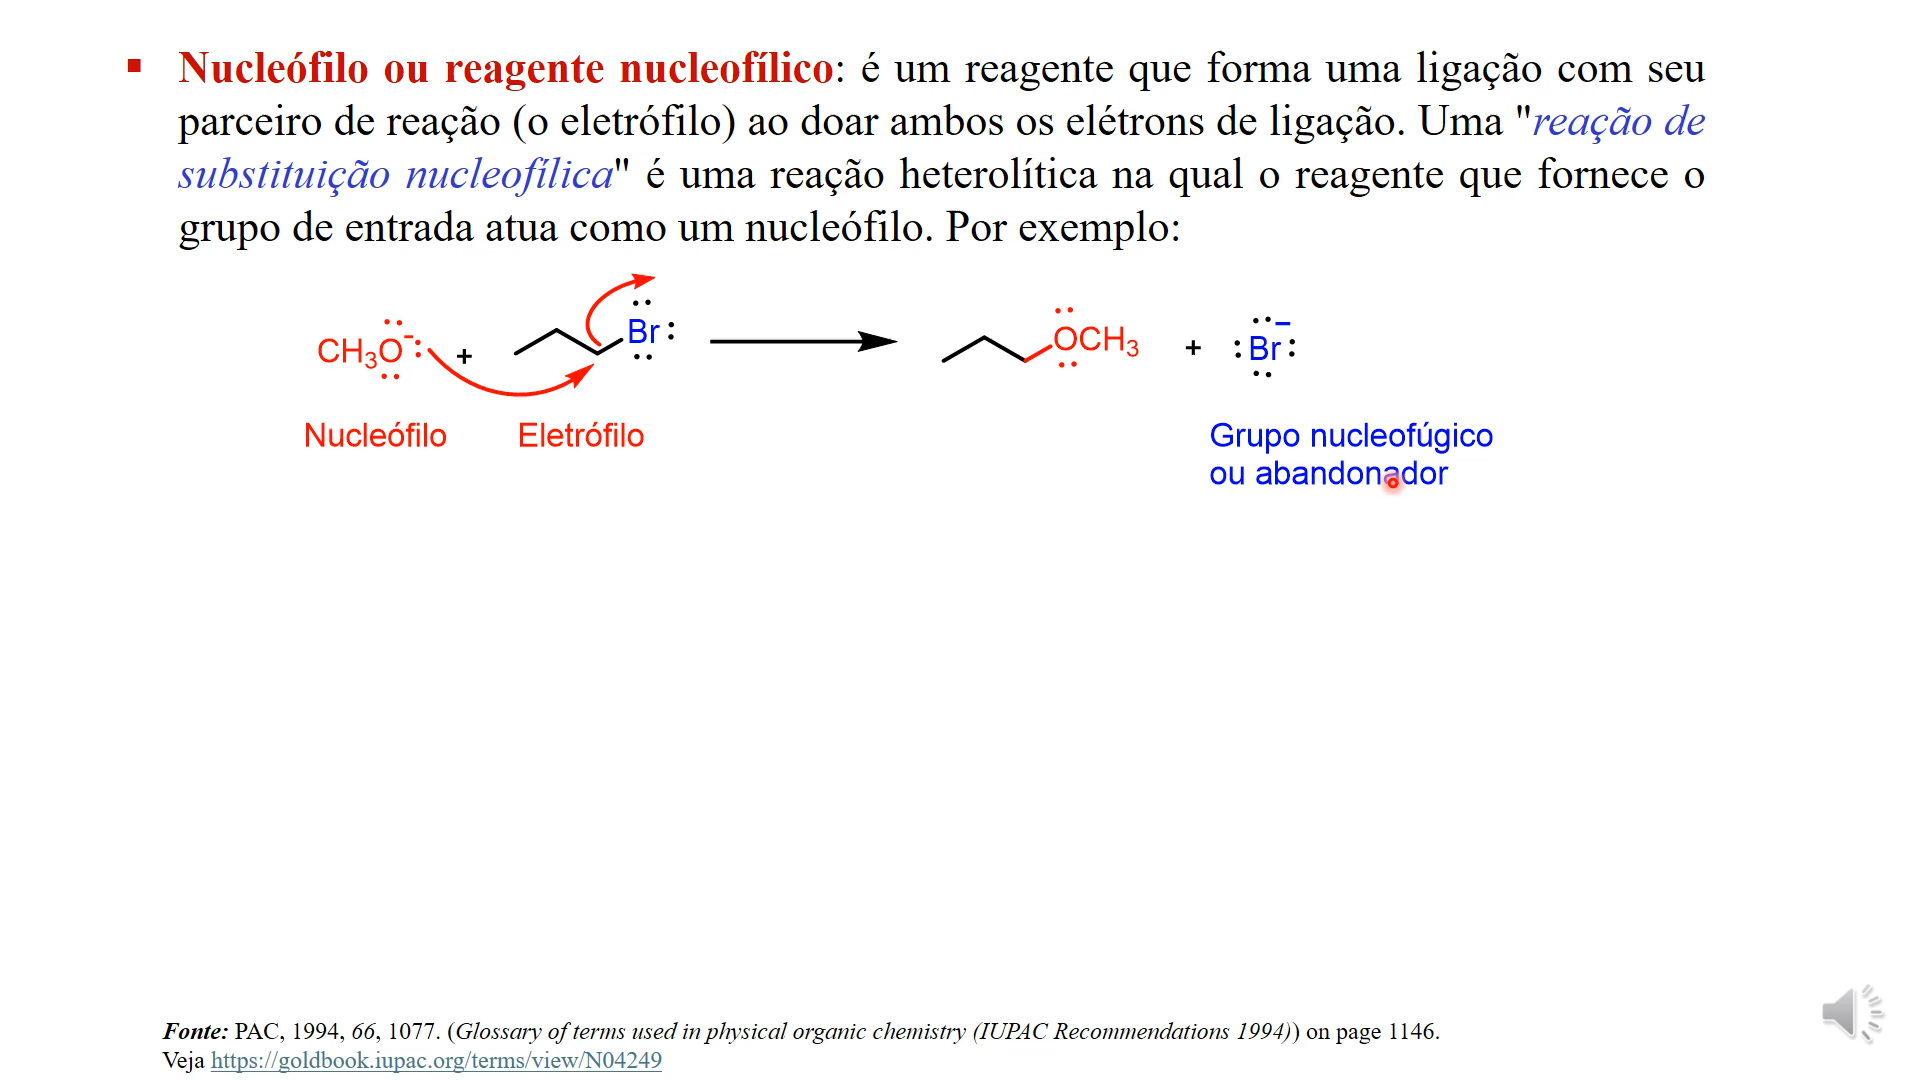 ▪ Nucleófilo ou reagente nucleofílico: é um reagente que forma uma ligação com seu
parceiro de reação (o eletrófilo) ao doar ambos os elétrons de ligação. Uma "reação de
substituição nucleofílica" é uma reação heterolítica na qual o reagente que fornece o
grupo de entrada atua como um nucleófilo. Por exemplo:
CH₃O:⁻ + Br: OCH₃ + :Br:⁻
Nucleófilo Eletrófilo Grupo nucleofúgico
ou abandonador
Fonte: PAC, 1994, 66, 1077. (Glossary of terms used in physical organic chemistry (IUPAC Recommendations 1994)) on page 1146.
Veja https://goldbook.iupac.org/terms/view/N04249